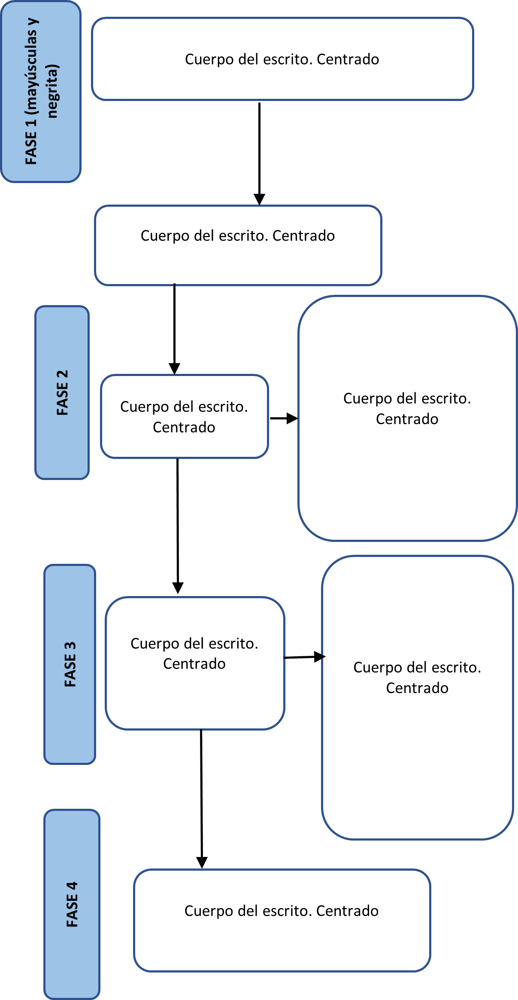 FASE 1 (mayúsculas y
negrita)
Cuerpo del escrito. Centrado
Cuerpo del escrito. Centrado
FASE 2
Cuerpo del escrito.
Centrado
Cuerpo del escrito.
Centrado
FASE 3
Cuerpo del escrito.
Centrado
Cuerpo del escrito.
Centrado
FASE 4
Cuerpo del escrito. Centrado